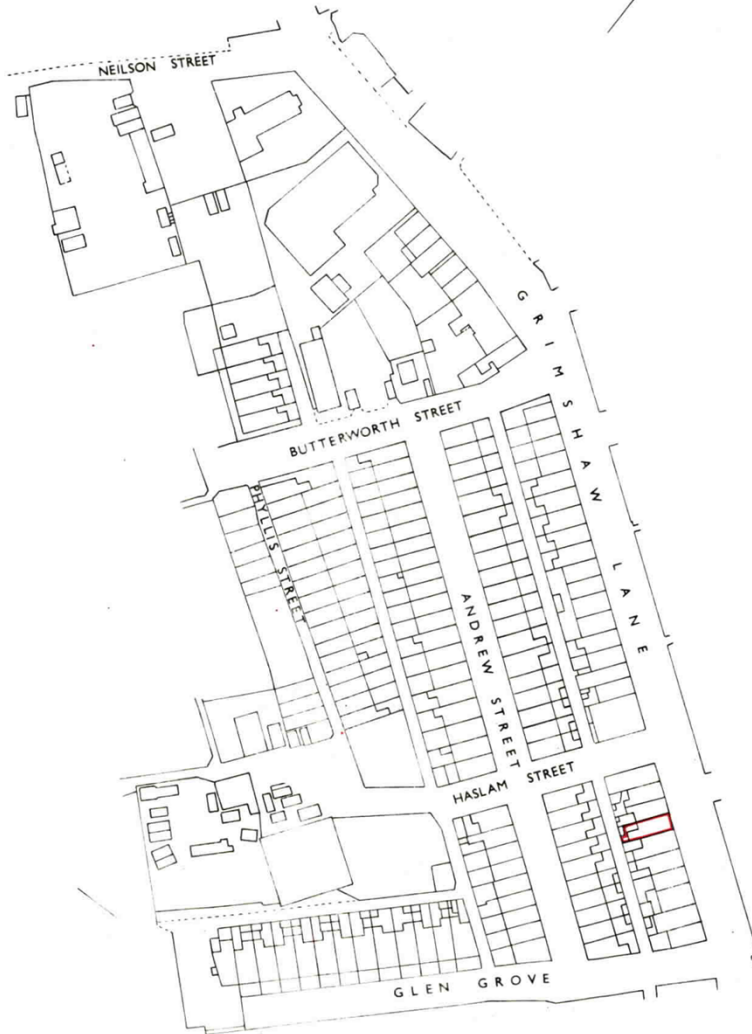 NEILSON STREET
GRIMSHAW LANE
BUTTERWORTH STREET
PHYLLIS STREET
ANDREW STREET
HASLAM STREET
GLEN GROVE